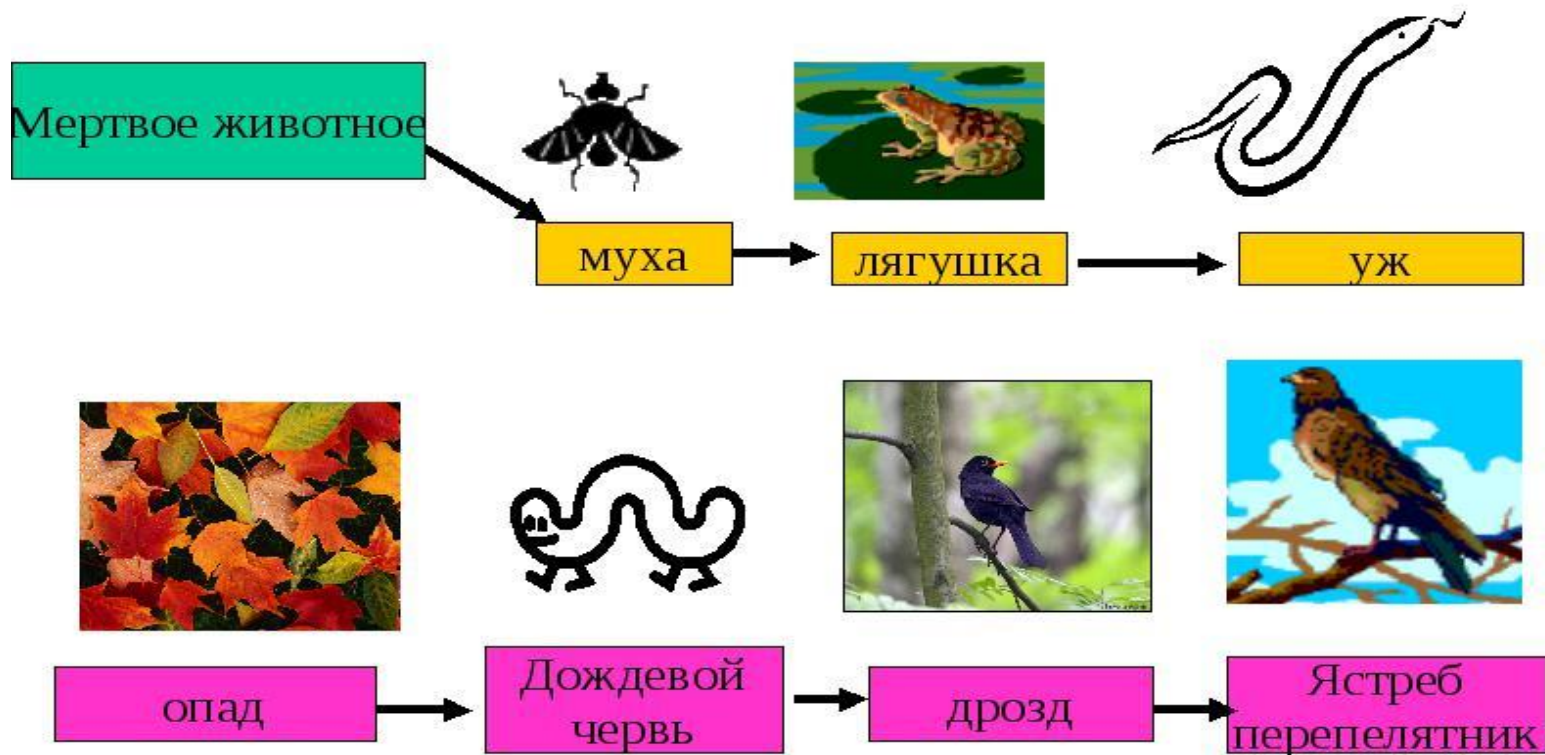 Мертвое животное
муха
лягушка
уж
опад
Дождевой
червь
дрозд
Ястреб
перепелятник